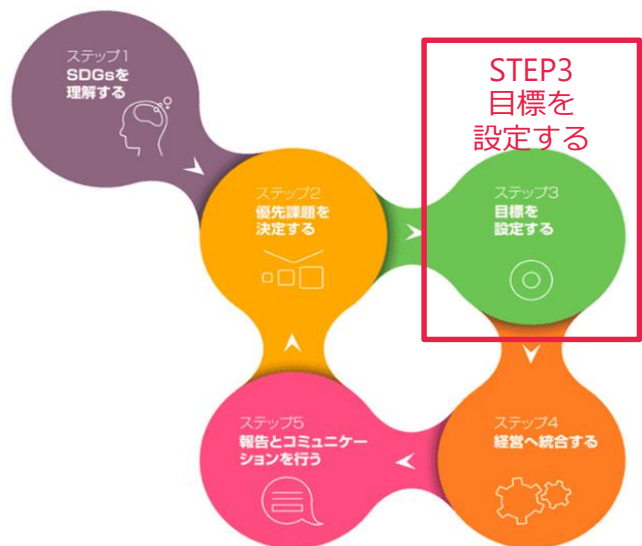 ステップ1
SDGsを
理解する
STEP3
目標を
設定する
ステップ2
優先課題を
決定する
ステップ3
目標を
設定する
ステップ5
報告とコミュニケー
ションを行う
ステップ4
経営へ統合する